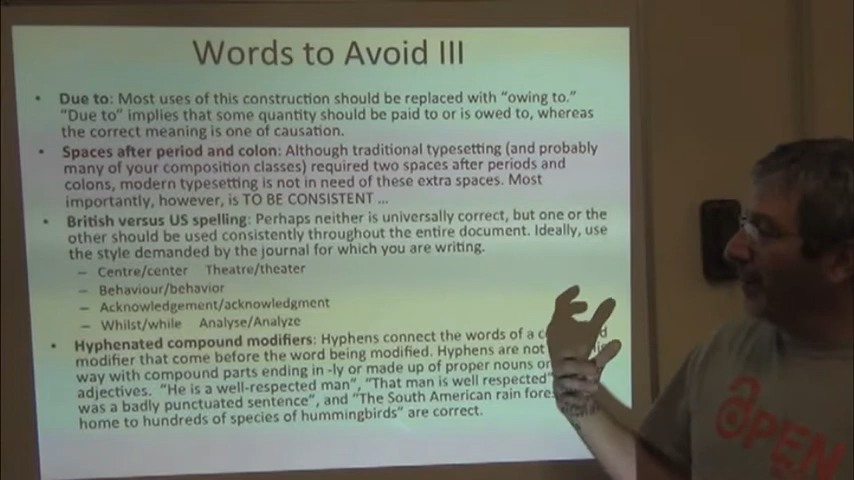 Words to Avoid III
• Due to: Most uses of this construction should be replaced with “owing to.”
“Due to” implies that some quantity should be paid to or is owed to, whereas
the correct meaning is one of causation.
• Spaces after period and colon: Although traditional typesetting (and probably
many of your composition classes) required two spaces after periods and
colons, modern typesetting is not in need of these extra spaces. Most
importantly, however, is TO BE CONSISTENT ...
• British versus US spelling: Perhaps neither is universally correct, but one or the
other should be used consistently throughout the entire document. Ideally, use
the style demanded by the journal for which you are writing.
– Centre/center Theatre/theater
– Behaviour/behavior
– Acknowledgement/acknowledgment
– Whilst/while Analyse/Analyze
• Hyphenated compound modifiers: Hyphens connect the words of a
modifier that come before the word being modified. Hyphens are not
way with compound parts ending in -ly or made up of proper nouns or
adjectives. “He is a well-respected man”, “That man is well respected”
was a badly punctuated sentence”, and “The South American rain
home to hundreds of species of hummingbirds” are correct.
OPEN